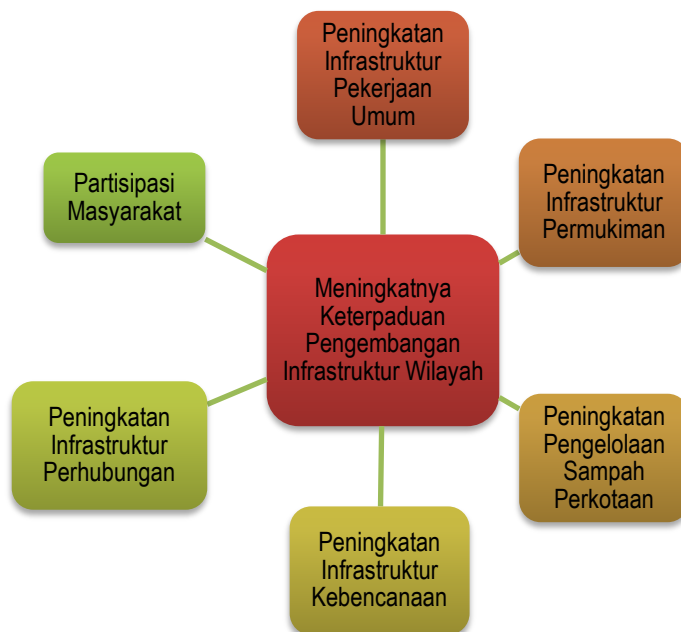 Peningkatan
Infrastruktur
Pekerjaan
Umum
Partisipasi
Masyarakat
Peningkatan
Infrastruktur
Permukiman
Meningkatnya
Keterpaduan
Pengembangan
Infrastruktur Wilayah
Peningkatan
Infrastruktur
Perhubungan
Peningkatan
Pengelolaan
Sampah
Perkotaan
Peningkatan
Infrastruktur
Kebencanaan